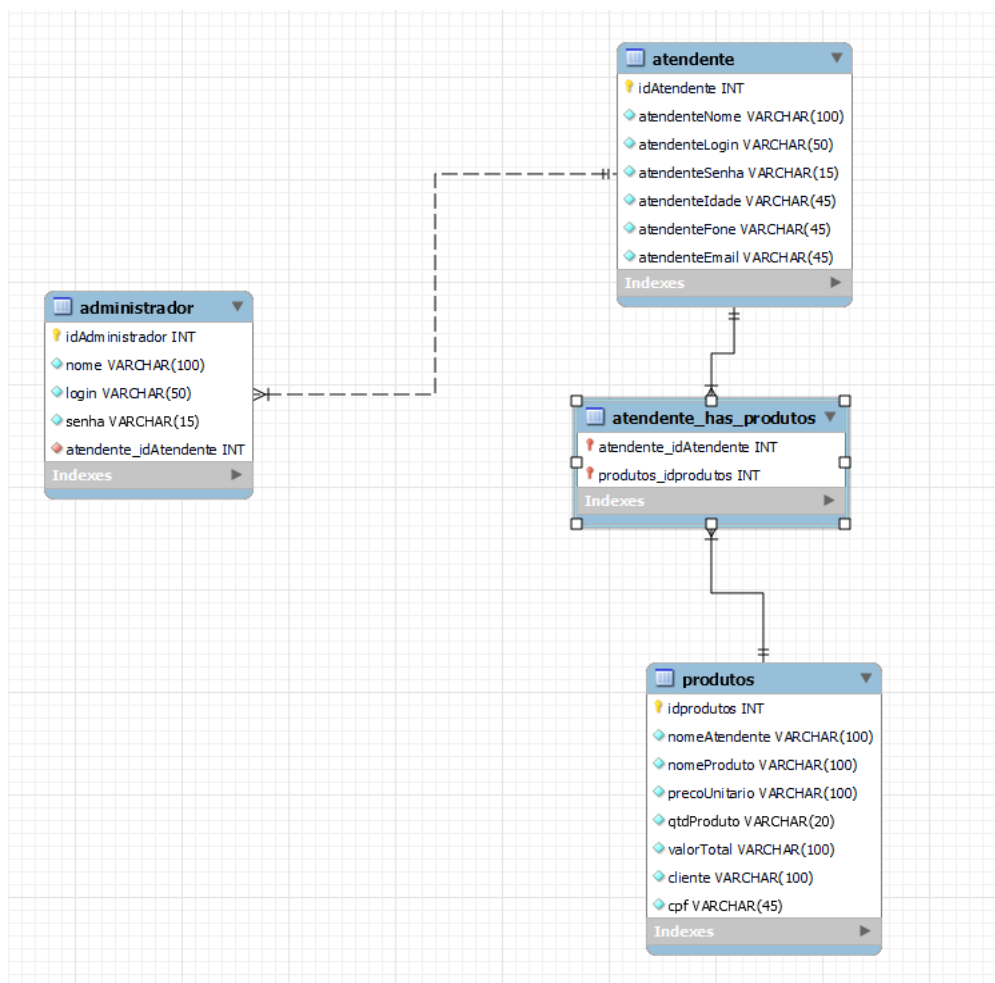 atendente
idAtendente INT
atendenteNome VARCHAR(100)
atendenteLogin VARCHAR(50)
atendenteSenha VARCHAR(15)
atendenteIdade VARCHAR(45)
atendenteFone VARCHAR(45)
atendenteEmail VARCHAR(45)
Indexes
administrador
idAdministrador INT
nome VARCHAR(100)
login VARCHAR(50)
senha VARCHAR(15)
atendente_idAtendente INT
Indexes
atendente_has_produtos
atendente_idAtendente INT
produtos_idprodutos INT
Indexes
produtos
idprodutos INT
nomeAtendente VARCHAR(100)
nomeProduto VARCHAR(100)
precoUnitario VARCHAR(100)
qtdProduto VARCHAR(20)
valorTotal VARCHAR(100)
cliente VARCHAR(100)
cpf VARCHAR(45)
Indexes